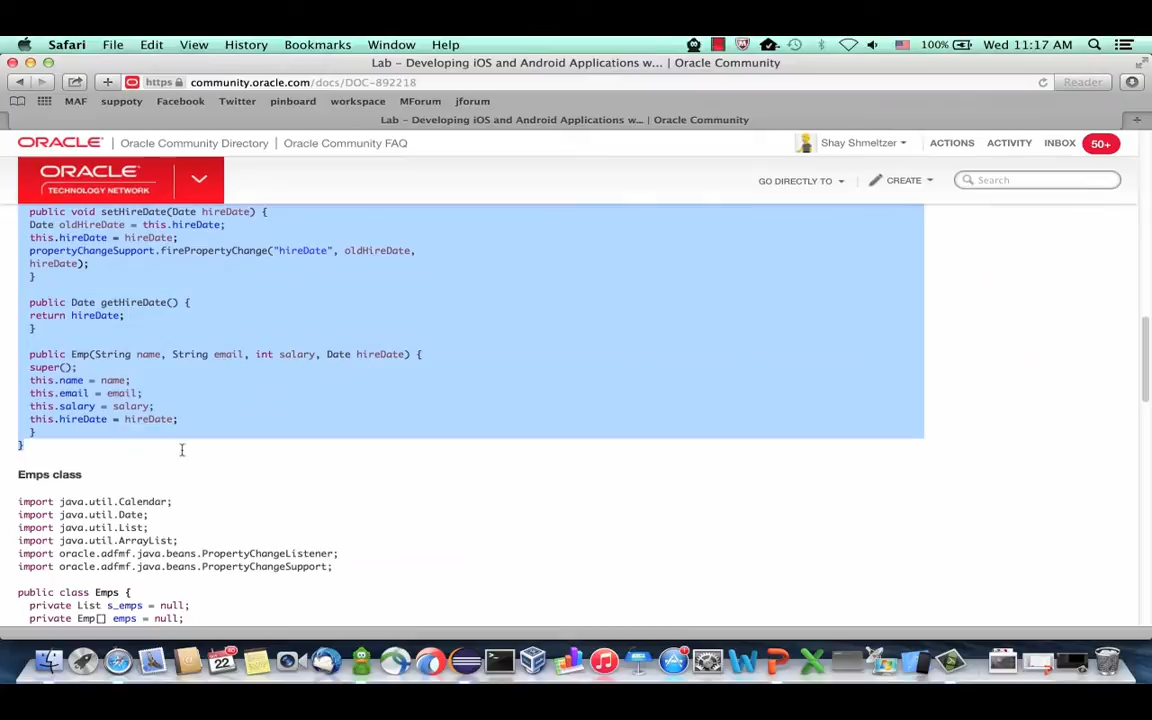 Safari File Edit View History Bookmarks Window Help 100% Wed 11:17 AM
Lab – Developing iOS and Android Applications w... | Oracle Community
https community.oracle.com/docs/DOC-892218 Reader
MAF suppoty Facebook Twitter pinboard workspace MForum jforum
Lab – Developing iOS and Android Applications w... | Oracle Community
ORACLE Oracle Community Directory Oracle Community FAQ Shay Shmeltzer ACTIONS ACTIVITY INBOX 50+
ORACLE
TECHNOLOGY NETWORK
GO DIRECTLY TO CREATE Search
public void setHireDate(Date hireDate) {
Date oldHireDate = this.hireDate;
this.hireDate = hireDate;
propertyChangeSupport.firePropertyChange("hireDate", oldHireDate,
hireDate);
}
public Date getHireDate() {
return hireDate;
}
public Emp(String name, String email, int salary, Date hireDate) {
super();
this.name = name;
this.email = email;
this.salary = salary;
this.hireDate = hireDate;
}
}
Emps class
import java.util.Calendar;
import java.util.Date;
import java.util.List;
import java.util.ArrayList;
import oracle.adfmf.java.beans.PropertyChangeListener;
import oracle.adfmf.java.beans.PropertyChangeSupport;
public class Emps {
private List s_emps = null;
private Emp[] emps = null;